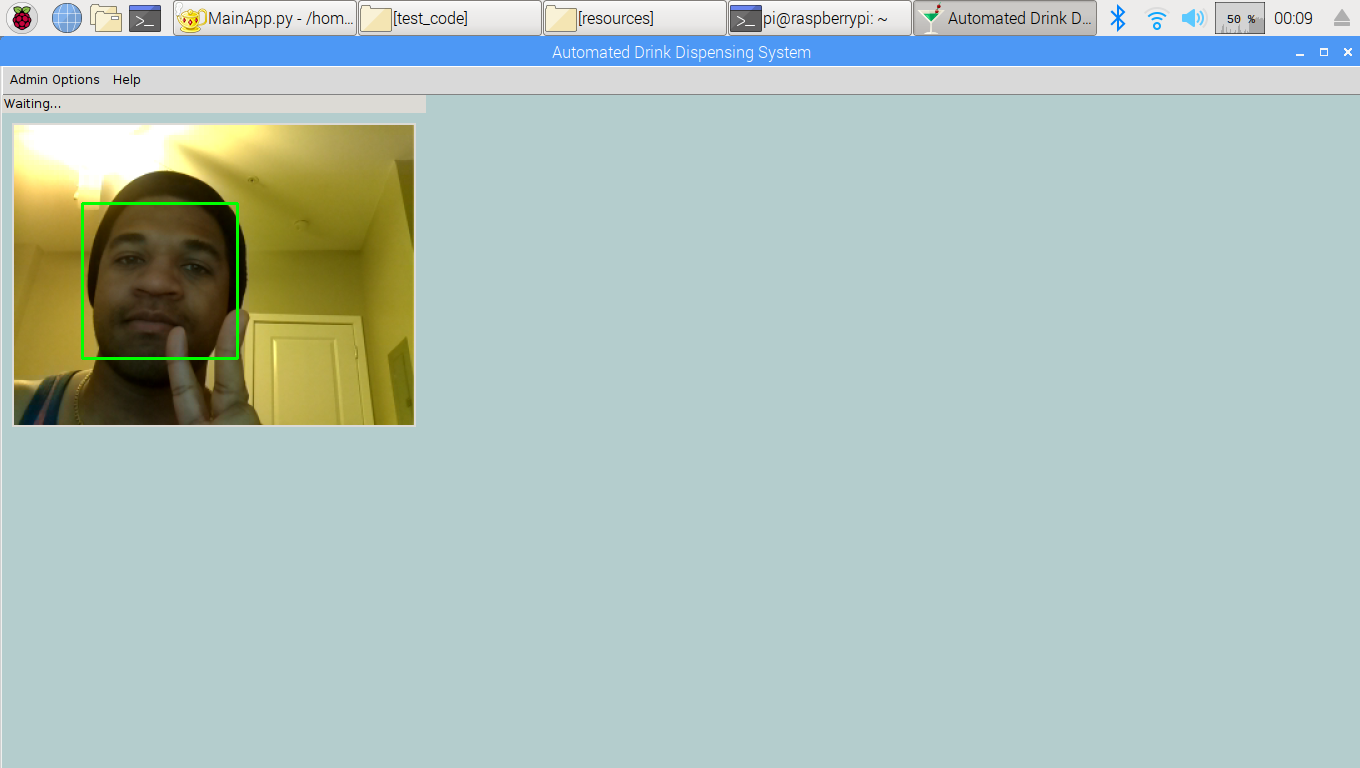 MainApp.py - /hom... [test_code] [resources] pi@raspberrypi: ~ Automated Drink D... 50 % 00:09
Automated Drink Dispensing System
Admin Options Help
Waiting...